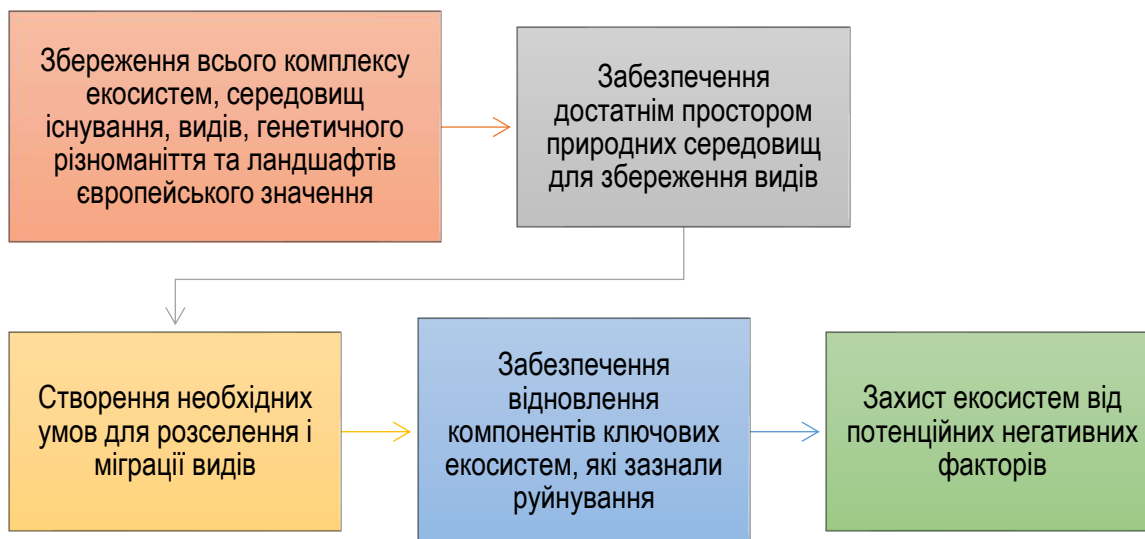 Збереження всього комплексу
екосистем, середовищ
існування, видів, генетичного
різноманіття та ландшафтів
європейського значення
Забезпечення
достатнім простором
природних середовищ
для збереження видів
Створення необхідних
умов для розселення і
міграції видів
Забезпечення
відновлення
компонентів ключових
екосистем, які зазнали
руйнування
Захист екосистем від
потенційних негативних
факторів